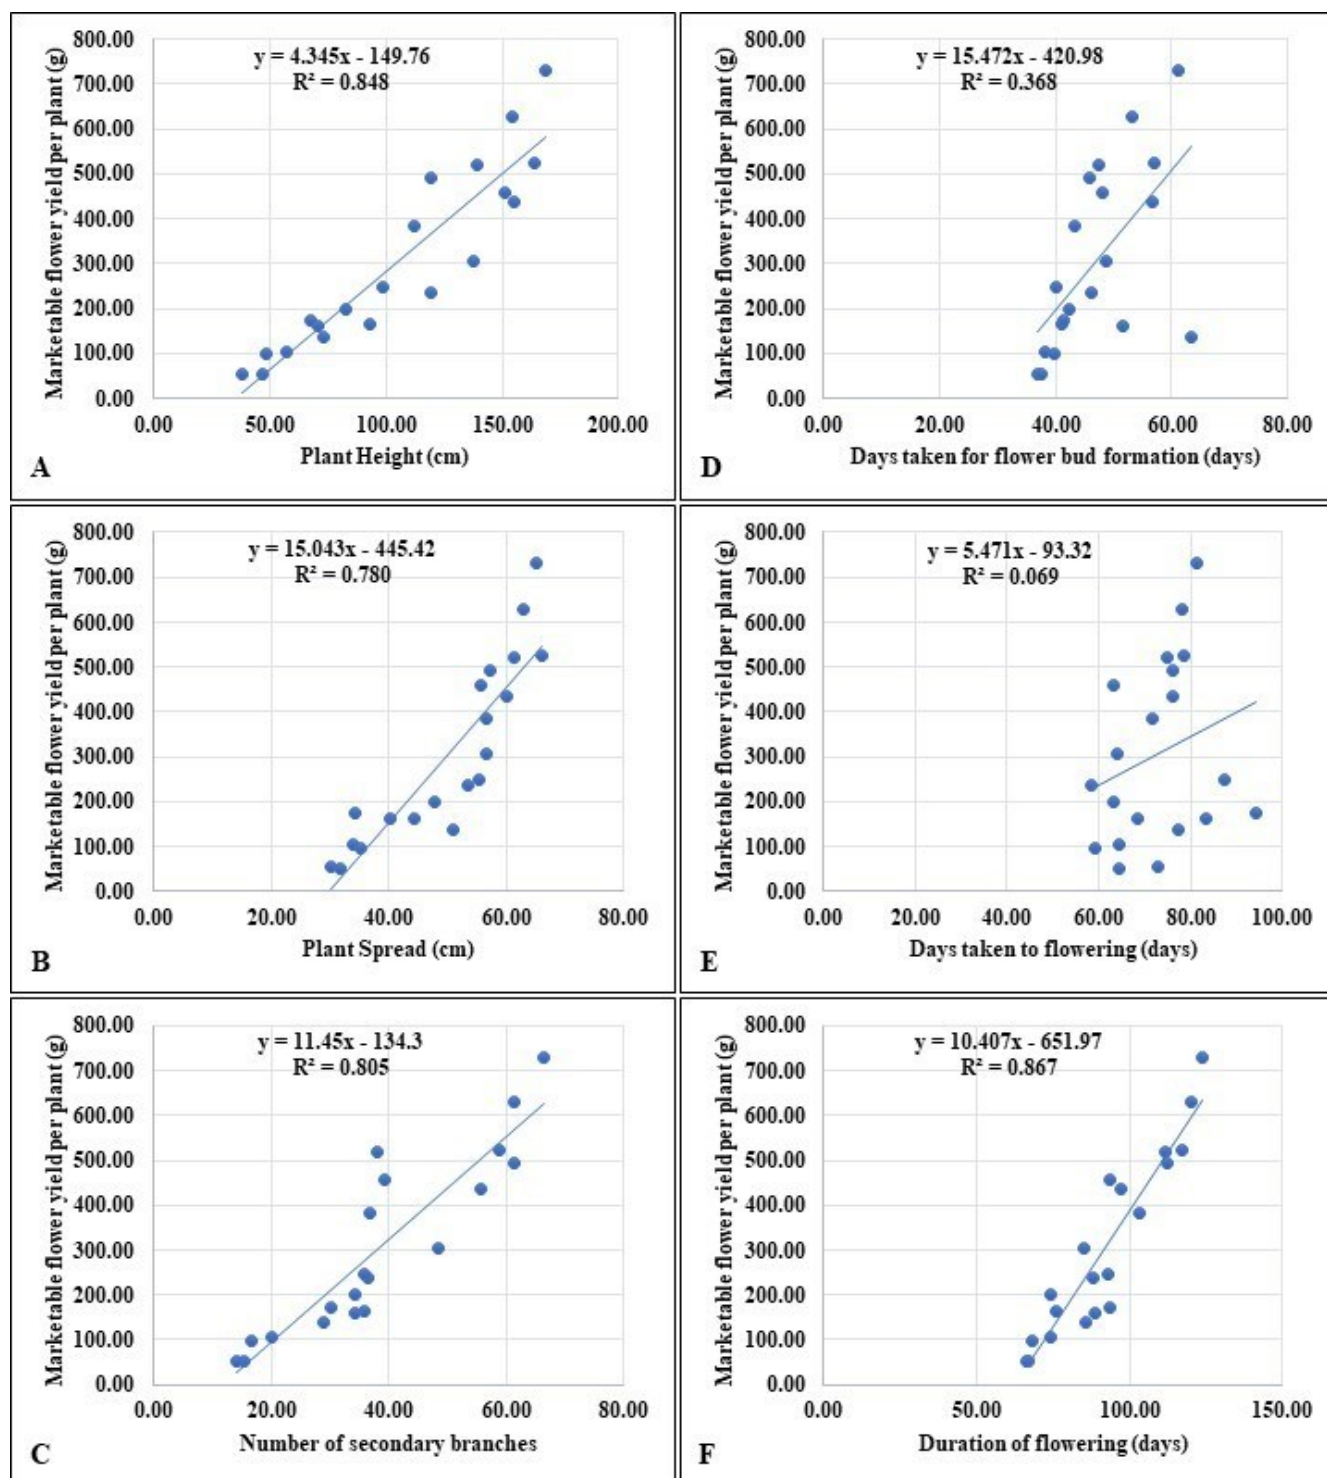 Marketable flower yield per plant (g)
800.00
700.00
600.00
500.00
400.00
300.00
200.00
100.00
0.00
y = 4.345x - 149.76
R² = 0.848
0.00 50.00 100.00 150.00 200.00
Plant Height (cm)
A
Marketable flower yield per plant (g)
800.00
700.00
600.00
500.00
400.00
300.00
200.00
100.00
0.00
y = 15.472x - 420.98
R² = 0.368
0.00 20.00 40.00 60.00 80.00
Days taken for flower bud formation (days)
D
Marketable flower yield per plant (g)
800.00
700.00
600.00
500.00
400.00
300.00
200.00
100.00
0.00
y = 15.043x - 445.42
R² = 0.780
0.00 20.00 40.00 60.00 80.00
Plant Spread (cm)
B
Marketable flower yield per plant (g)
800.00
700.00
600.00
500.00
400.00
300.00
200.00
100.00
0.00
y = 5.471x - 93.32
R² = 0.069
0.00 20.00 40.00 60.00 80.00 100.00
Days taken to flowering (days)
E
Marketable flower yield per plant (g)
800.00
700.00
600.00
500.00
400.00
300.00
200.00
100.00
0.00
y = 11.45x - 134.3
R² = 0.805
0.00 20.00 40.00 60.00 80.00
Number of secondary branches
C
Marketable flower yield per plant (g)
800.00
700.00
600.00
500.00
400.00
300.00
200.00
100.00
0.00
y = 10.407x - 651.97
R² = 0.867
0.00 50.00 100.00 150.00
Duration of flowering (days)
F